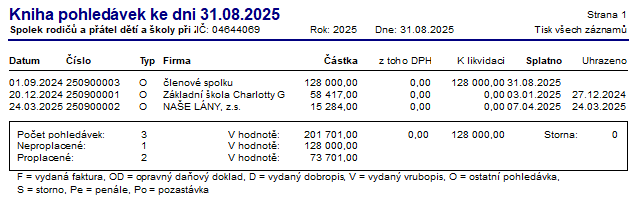 Kniha pohledávek ke dni 31.08.2025 Strana 1
Spolek rodičů a přátel dětí a školy při IČ: 04644069 Rok: 2025 Dne: 31.08.2025 Tisk všech záznamů
Datum Číslo Typ Firma Částka z toho DPH K likvidaci Splatno Uhrazeno
01.09.2024 250900003 O členové spolku 128 000,00 0,00 128 000,00 31.08.2025
20.12.2024 250900001 O Základní škola Charlotty G 58 417,00 0,00 0,00 03.01.2025 27.12.2024
24.03.2025 250900002 O NAŠE LÁNY, z.s. 15 284,00 0,00 0,00 07.04.2025 24.03.2025
Počet pohledávek: 3 V hodnotě: 201 701,00 0,00 128 000,00 Storna: 0
Neproplacené: 1 V hodnotě: 128 000,00
Proplacené: 2 V hodnotě: 73 701,00
F = vydaná faktura, OD = opravný daňový doklad, D = vydaný dobropis, V = vydaný vrubopis, O = ostatní pohledávka,
S = storno, Pe = penále, Po = pozastávka